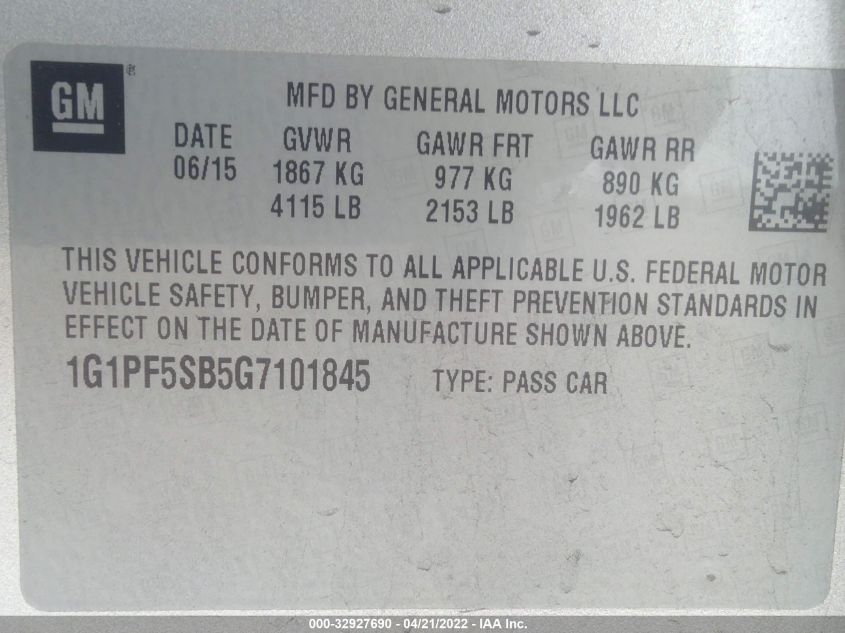 GM ®
MFD BY GENERAL MOTORS LLC
DATE GVWR GAWR FRT GAWR RR
06/15 1867 KG 977 KG 890 KG
4115 LB 2153 LB 1962 LB
THIS VEHICLE CONFORMS TO ALL APPLICABLE U.S. FEDERAL MOTOR
VEHICLE SAFETY, BUMPER, AND THEFT PREVENTION STANDARDS IN
EFFECT ON THE DATE OF MANUFACTURE SHOWN ABOVE.
1G1PF5SB5G7101845 TYPE: PASS CAR
000-32927690 - 04/21/2022 - IAA Inc.